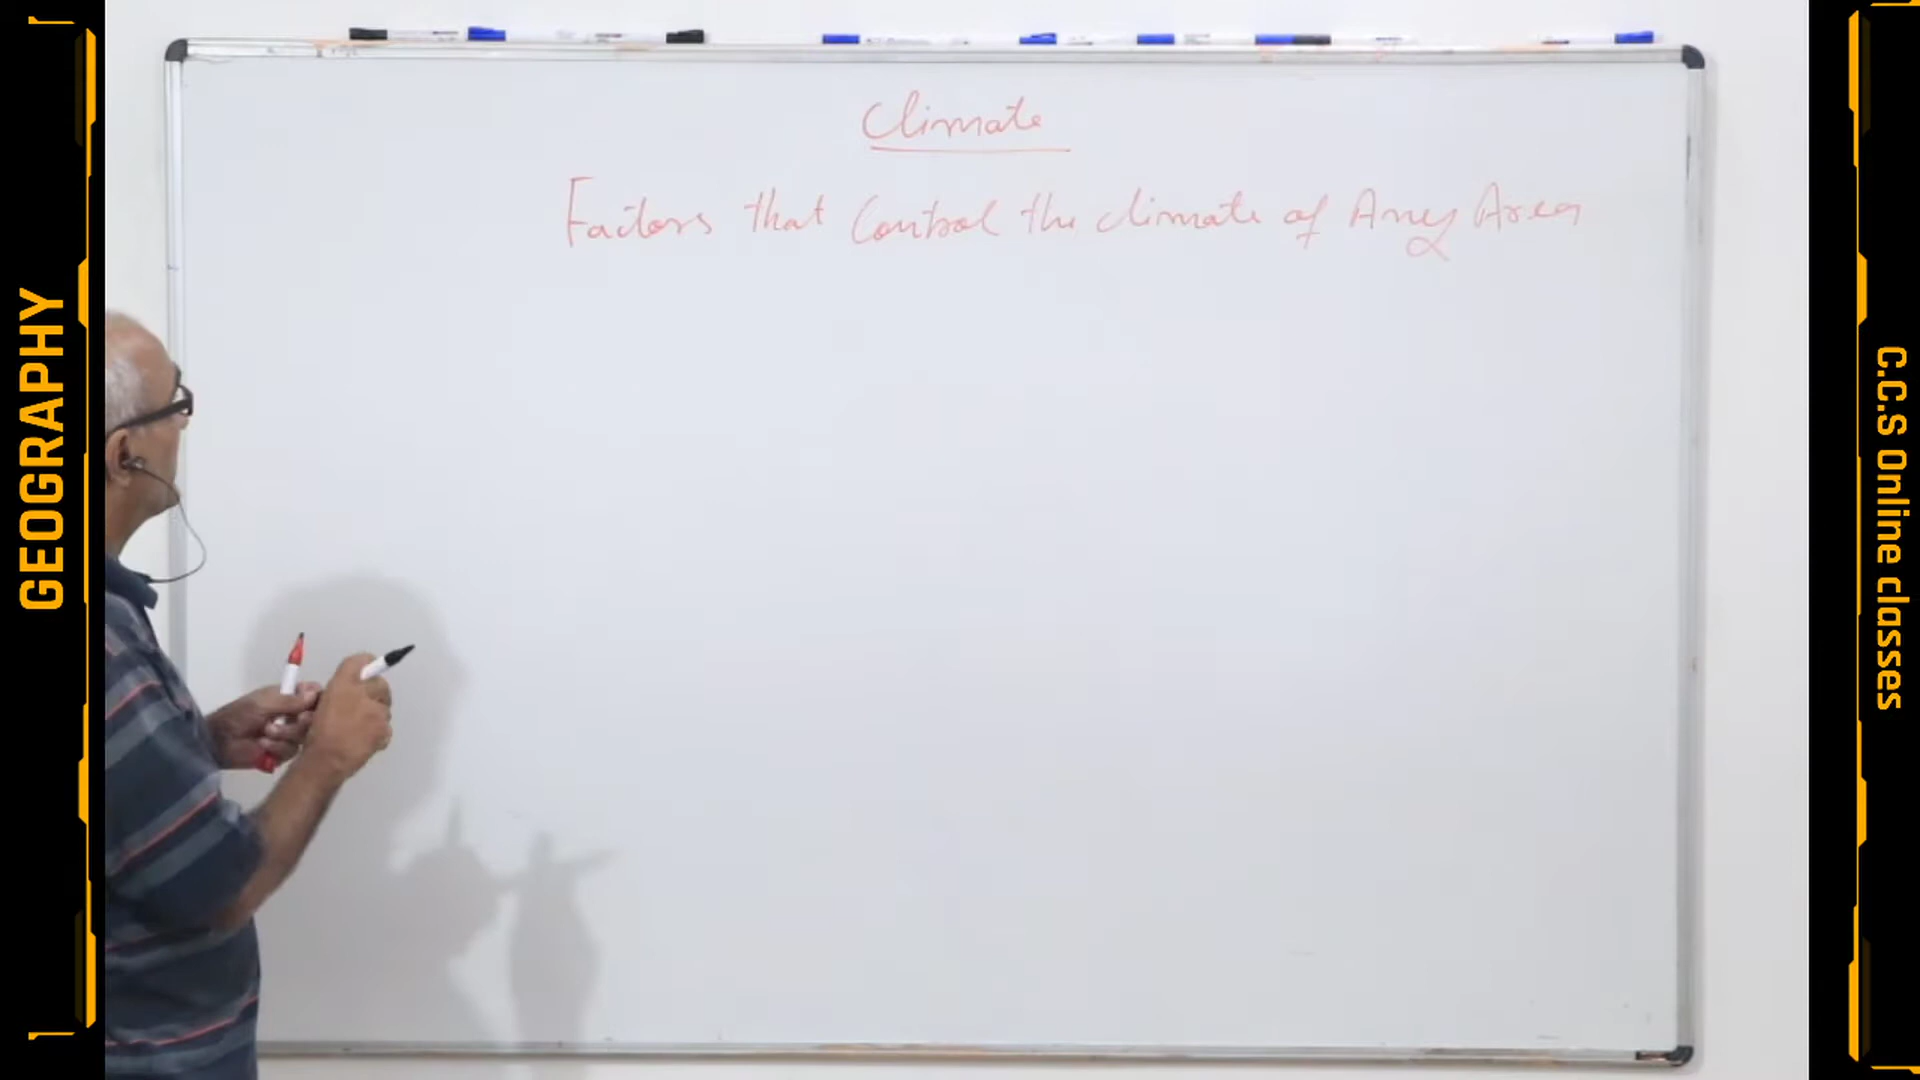 Climate
Factors that Control the climate of Any Area
GEOGRAPHY
C.C.S Online classes